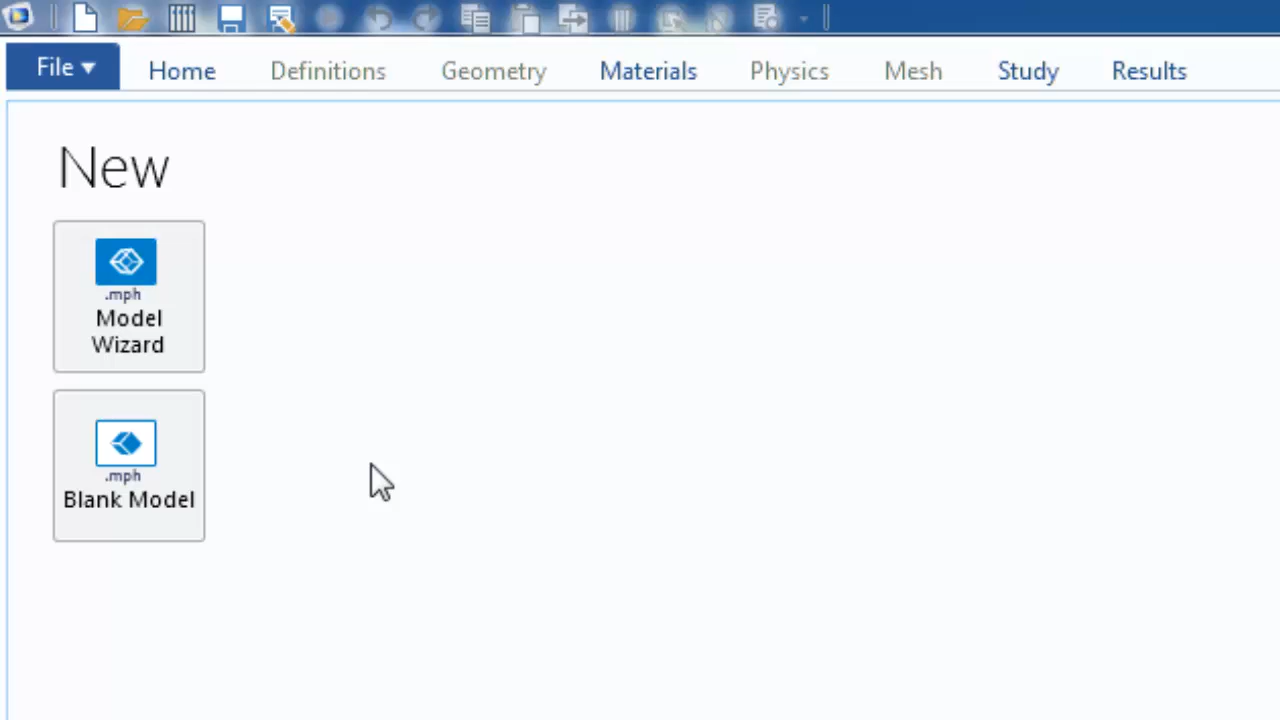 File Home Definitions Geometry Materials Physics Mesh Study Results
New
.mph
Model
Wizard
.mph
Blank Model